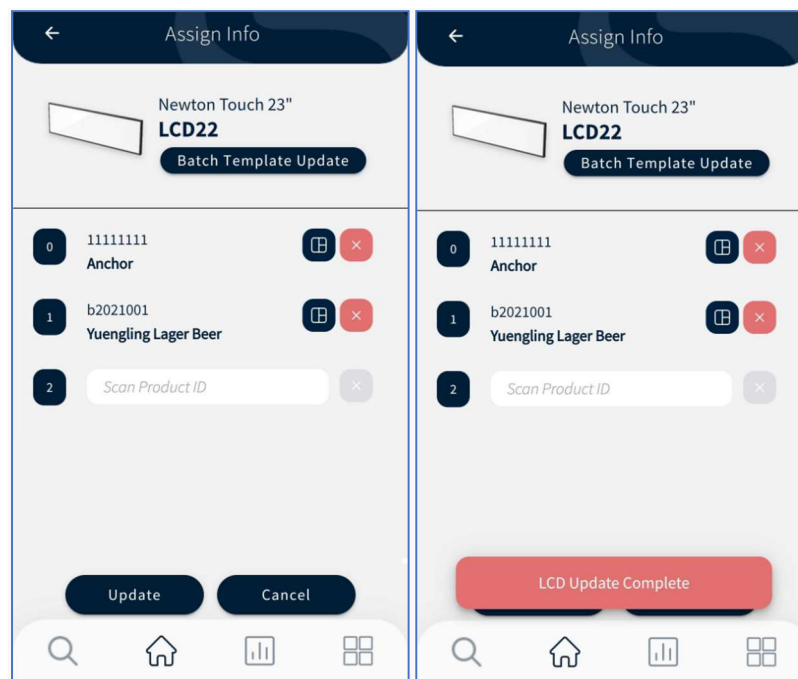 Assign Info
Newton Touch 23"
LCD22
Batch Template Update
0
11111111
Anchor
1
b2021001
Yuengling Lager Beer
2
Scan Product ID
Update
Cancel
Assign Info
Newton Touch 23"
LCD22
Batch Template Update
0
11111111
Anchor
1
b2021001
Yuengling Lager Beer
2
Scan Product ID
LCD Update Complete